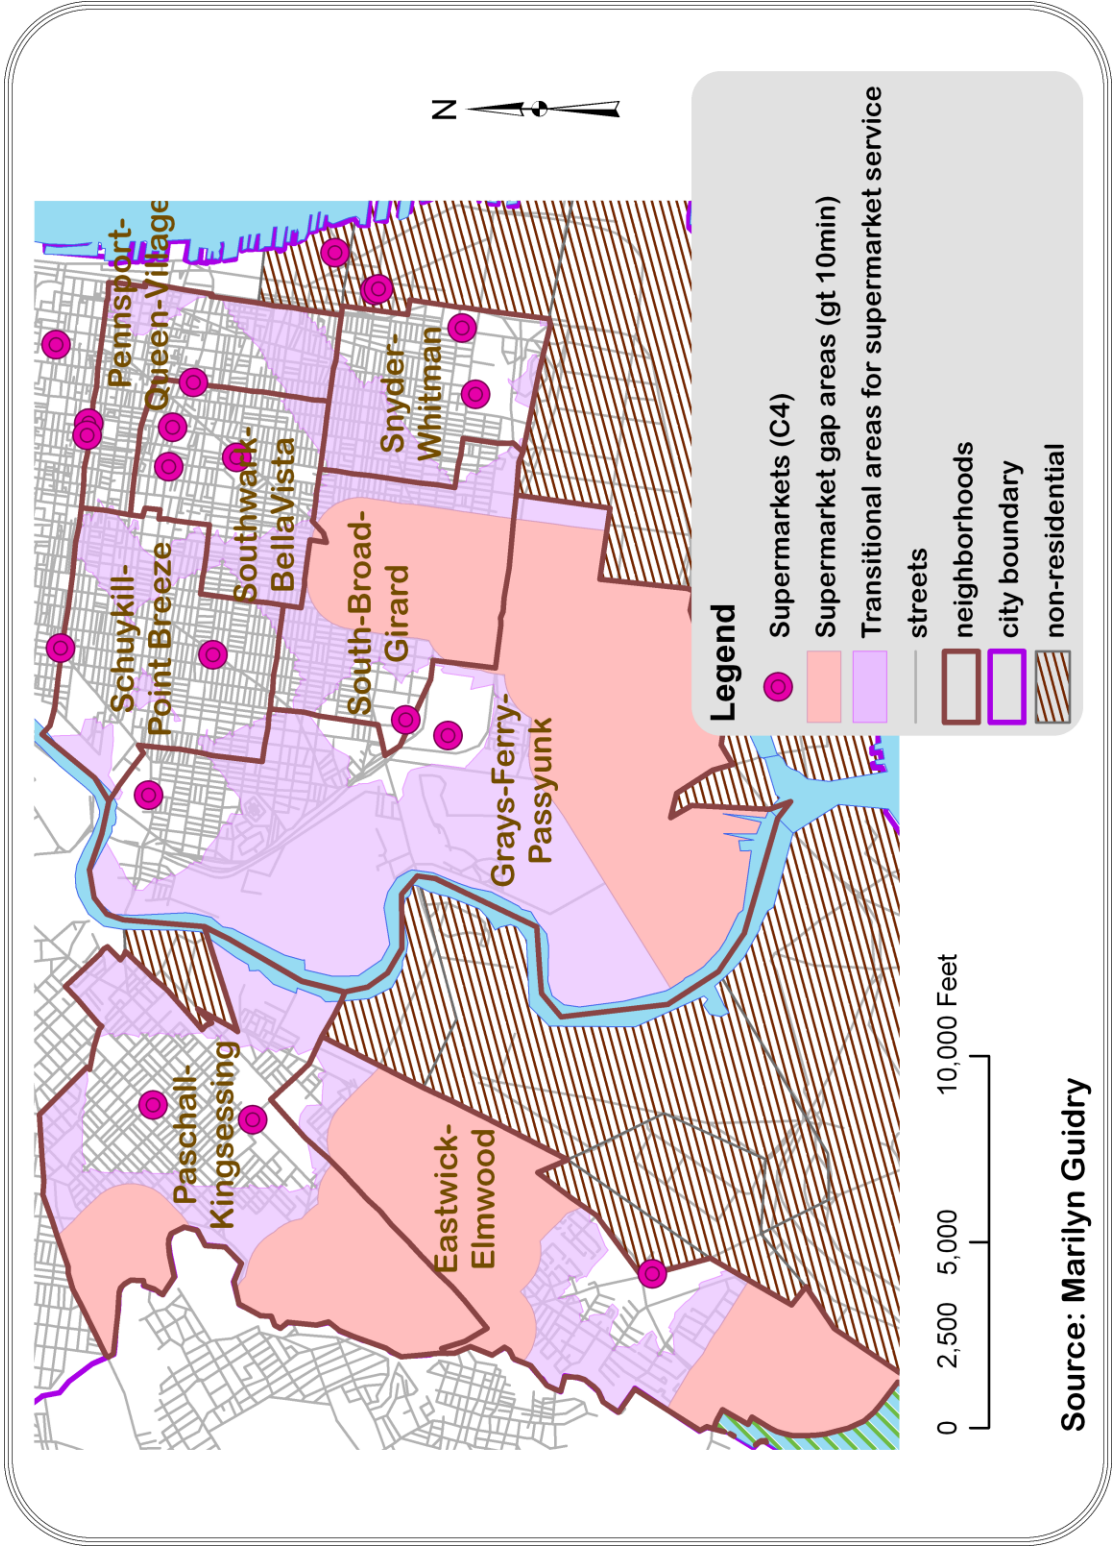 N
Pennsport-
Queen-Village
Schuykill-
Point Breeze
Southwark-
BellaVista
Snyder-
Whitman
South-Broad-
Girard
Grays-Ferry-
Passyunk
Paschall-
Kingsessing
Eastwick-
Elmwood
Legend
Supermarkets (C4)
Supermarket gap areas (gt 10min)
Transitional areas for supermarket service
streets
neighborhoods
city boundary
non-residential
0 2,500 5,000 10,000 Feet
Source: Marilyn Guidry